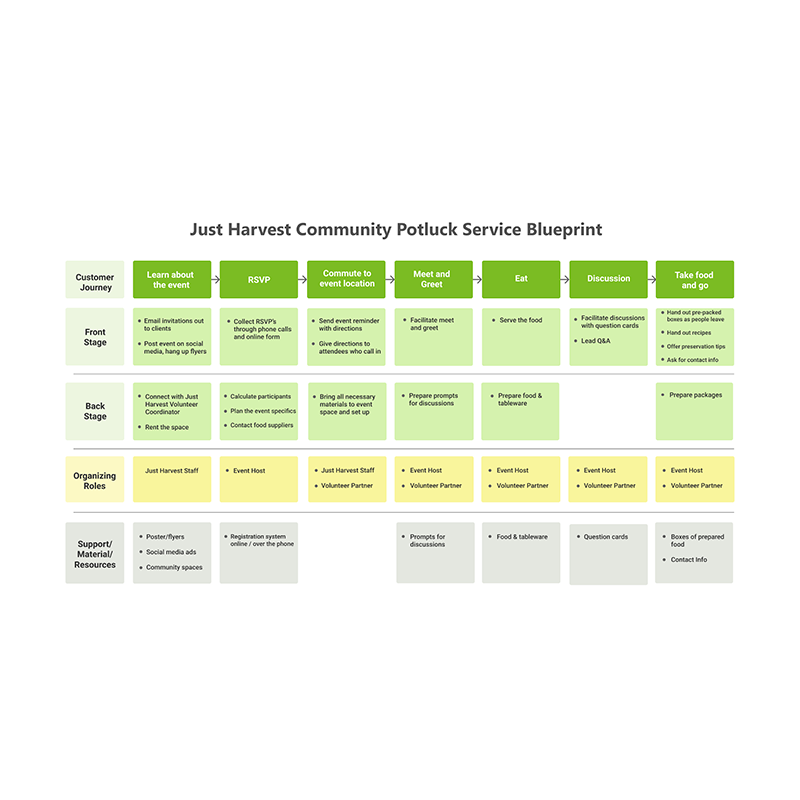 Just Harvest Community Potluck Service Blueprint
Customer
Journey
Learn about
the event
RSVP
Commute to
event location
Meet and
Greet
Eat
Discussion
Take food
and go
Front
Stage
Email invitations out
to clients
Post event on social
media, hang up flyers
Collect RSVP's
through phone calls
and online form
Send event reminder
with directions
Give directions to
attendees who call in
Facilitate meet
and greet
Serve the food
Facilitate discussions
with question cards
Lead Q&A
Hand out pre-packed
boxes as people leave
Hand out recipes
Offer preservation tips
Ask for contact info
Back
Stage
Connect with Just
Harvest Volunteer
Coordinator
Rent the space
Calculate participants
Plan the event specifics
Contact food suppliers
Bring all necessary
materials to event
space and set up
Prepare prompts
for discussions
Prepare food &
tableware
Prepare packages
Organizing
Roles
Just Harvest Staff
Event Host
Just Harvest Staff
Volunteer Partner
Event Host
Volunteer Partner
Event Host
Volunteer Partner
Event Host
Volunteer Partner
Event Host
Volunteer Partner
Support/
Material/
Resources
Poster/flyers
Social media ads
Community spaces
Registration system
online / over the phone
Prompts for
discussions
Food & tableware
Question cards
Boxes of prepared
food
Contact Info